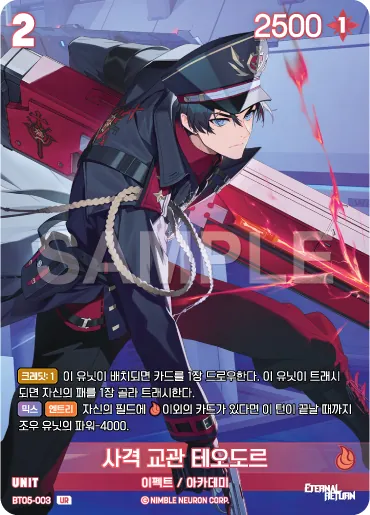 2
2500 1
SAMPLE
크레딧: 1 이 유닛이 배치되면 카드를 1장 드로우한다. 이 유닛이 트래시
되면 자신의 패를 1장 골라 트래시한다.
믹스 엔트리 자신의 필드에 이외의 카드가 있다면 이 턴이 끝날 때까지
조우 유닛의 파워-4000.
사격 교관 테오도르
UNIT 이펙트 / 아카데미
BT05-003 UR © NIMBLE NEURON CORP. ETERNAL RETURN